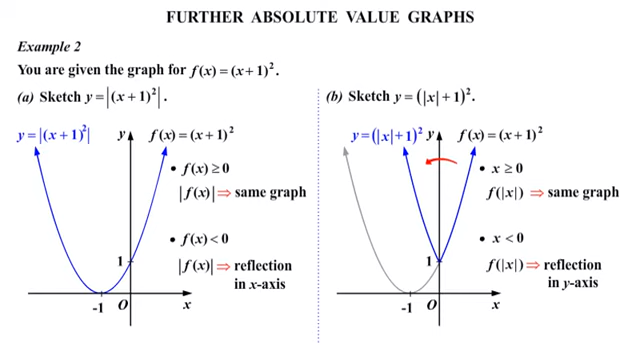 FURTHER ABSOLUTE VALUE GRAPHS
Example 2
You are given the graph for f(x) = (x+1)².
(a) Sketch y = |(x+1)²|.
y = |(x+1)²|
y
f(x) = (x+1)²
• f(x) ≥ 0
|f(x)| ⇒ same graph
• f(x) < 0
|f(x)| ⇒ reflection
in x-axis
1
-1
O
x
(b) Sketch y = (|x|+1)².
y = (|x|+1)²
y
f(x) = (x+1)²
• x ≥ 0
f(|x|) ⇒ same graph
• x < 0
f(|x|) ⇒ reflection
in y-axis
1
-1
O
x